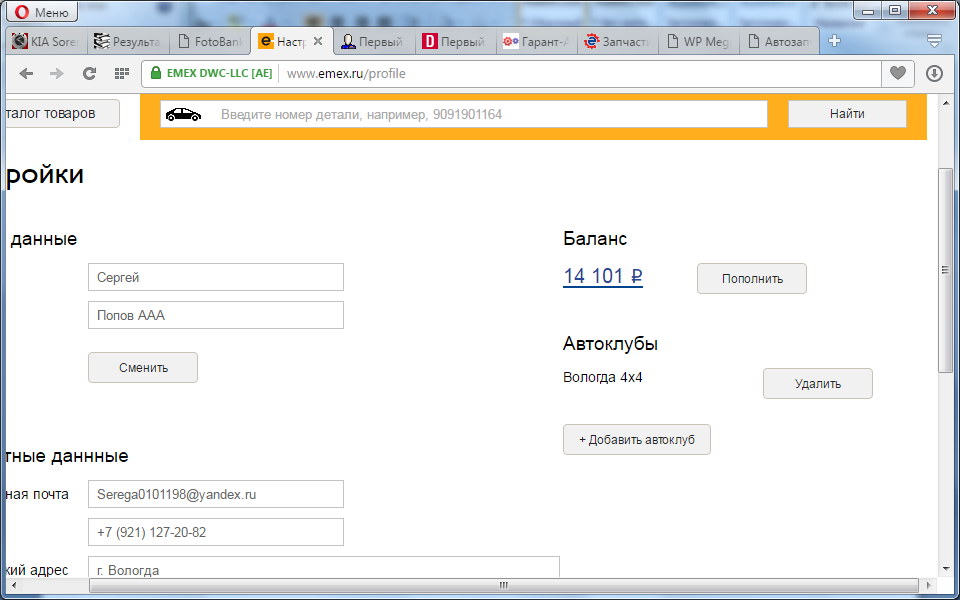 Меню
KIA Sore
Результа
FotoBank
Настр
Первый
Первый
Гарант-А
Запчаст
WP Meg
Автозап
EMEX DWC-LLC [AE]
www.emex.ru/profile
талог товаров
Введите номер детали, например, 9091901164
Найти
ройки
данные
Баланс
Сергей
14 101 ₽
Пополнить
Попов ААА
Автоклубы
Сменить
Вологда 4x4
Удалить
+ Добавить автоклуб
тные даннные
ная почта
Serega0101198@yandex.ru
+7 (921) 127-20-82
кий адрес
г. Вологда